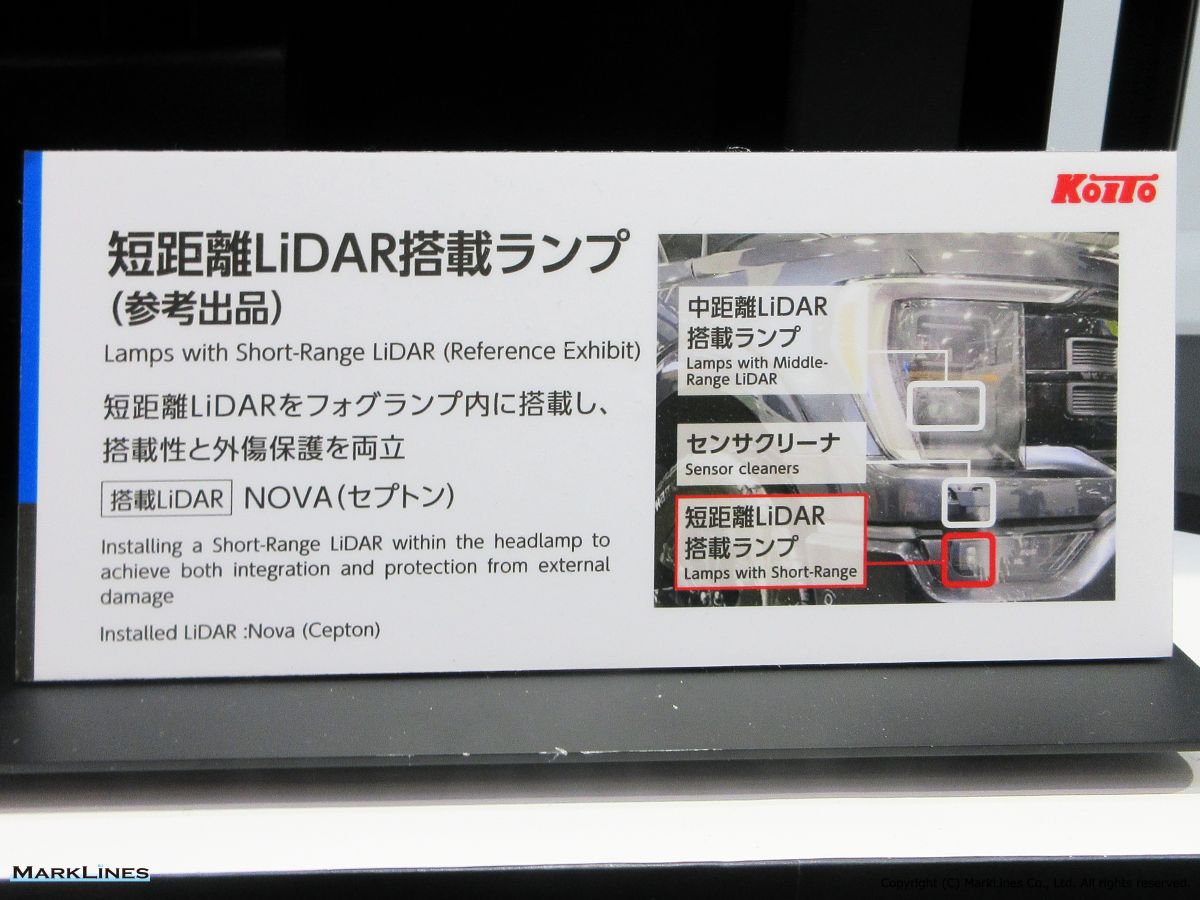 KOITO
短距離LiDAR搭載ランプ
(参考出品)
Lamps with Short-Range LiDAR (Reference Exhibit)
短距離LiDARをフォグランプ内に搭載し、
搭載性と外傷保護を両立
搭載LiDAR NOVA(セプトン)
Installing a Short-Range LiDAR within the headlamp to
achieve both integration and protection from external
damage
Installed LiDAR :Nova (Cepton)
中距離LiDAR
搭載ランプ
Lamps with Middle-
Range LiDAR
センサクリーナ
Sensor cleaners
短距離LiDAR
搭載ランプ
Lamps with Short-Range
MARKLINES
Copyright (C) MarkLines Co., Ltd. All rights reserved.